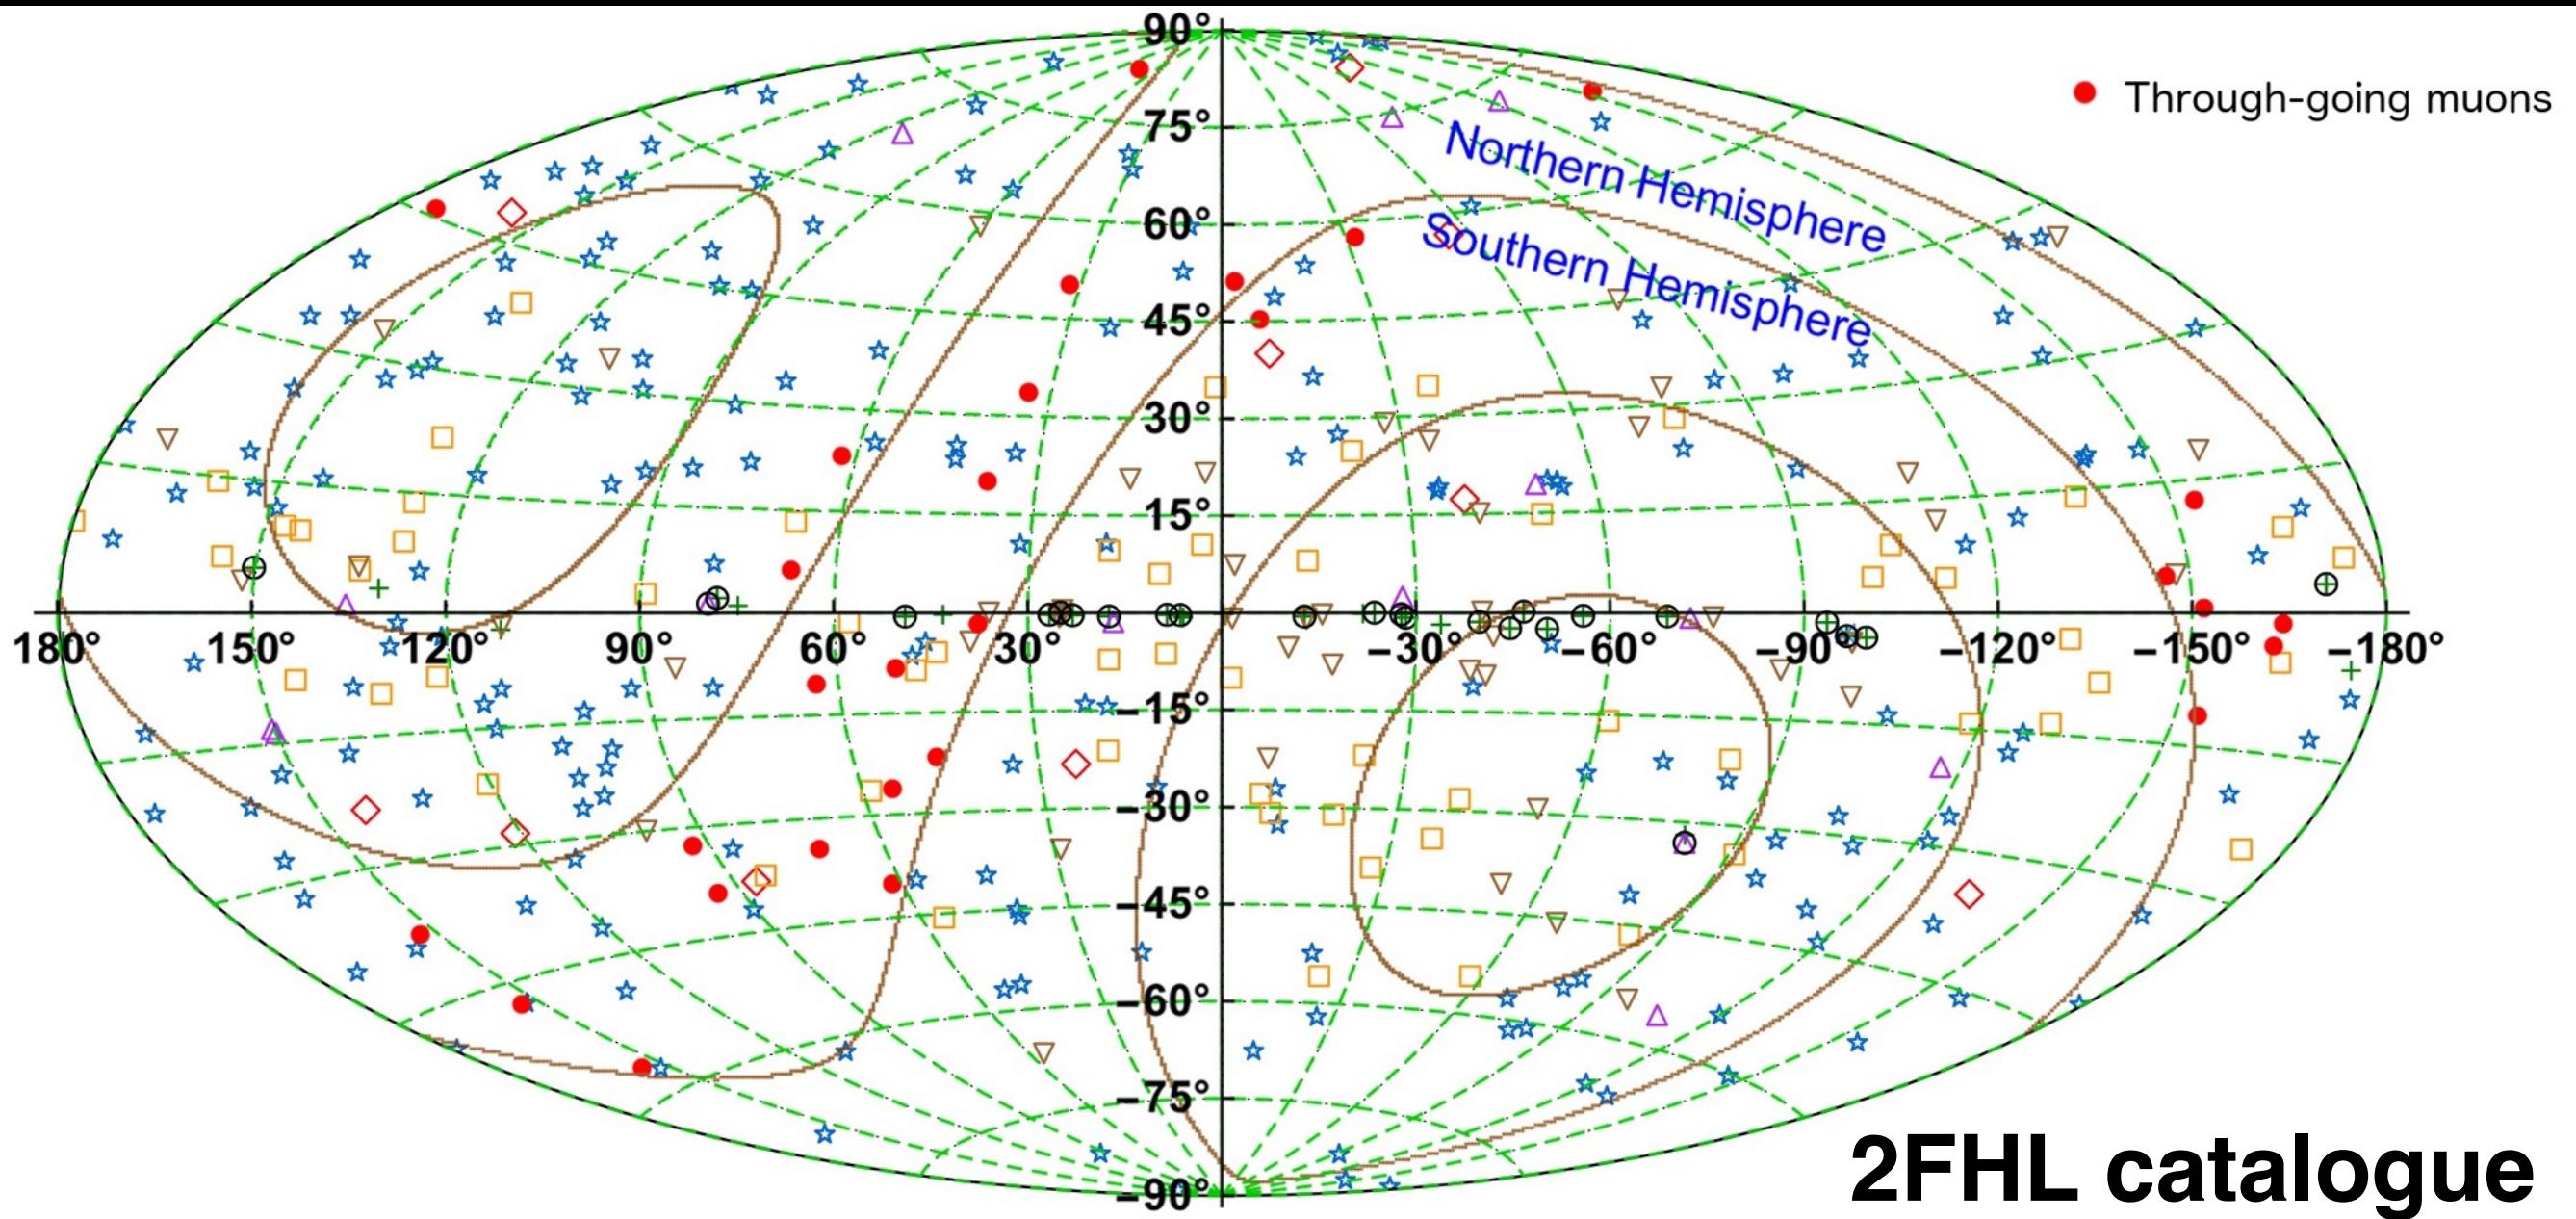 90°
Through-going muons
75°
Northern Hemisphere
60°
Southern Hemisphere
45°
30°
15°
180° 150° 120° 90° 60° 30° −30° −60° −90° −120° −150° −180°
−15°
−30°
−45°
−60°
−75°
−90°
2FHL catalogue